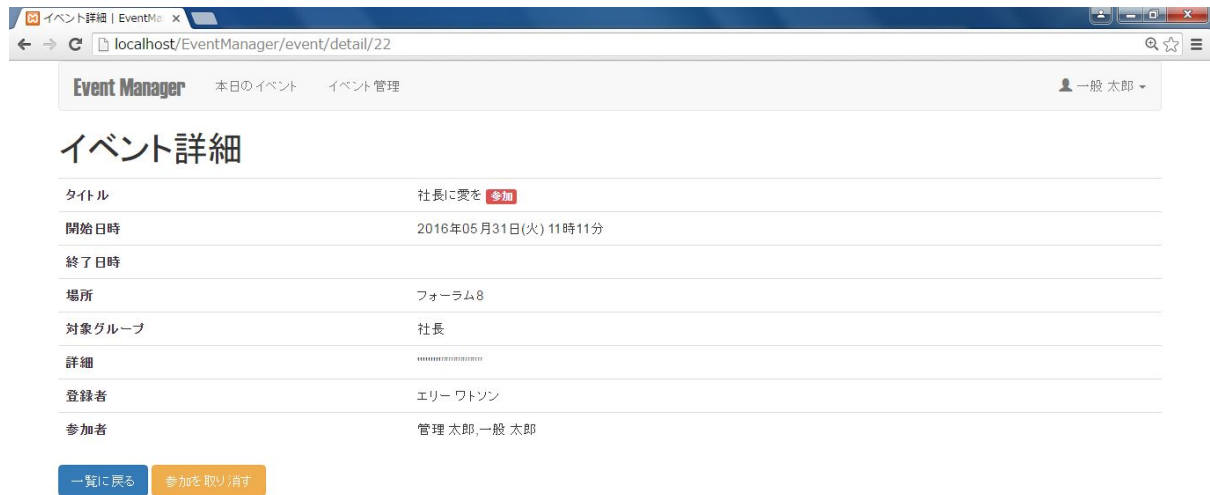 イベント詳細 | EventMa
localhost/EventManager/event/detail/22
Event Manager 本日のイベント イベント管理 一般 太郎
イベント詳細
タイトル 社長に愛を 参加
開始日時 2016年05月31日(火) 11時11分
終了日時
場所 フォーラム8
対象グループ 社長
詳細
登録者 エリー ワトソン
参加者 管理 太郎,一般 太郎
一覧に戻る 参加を取り消す